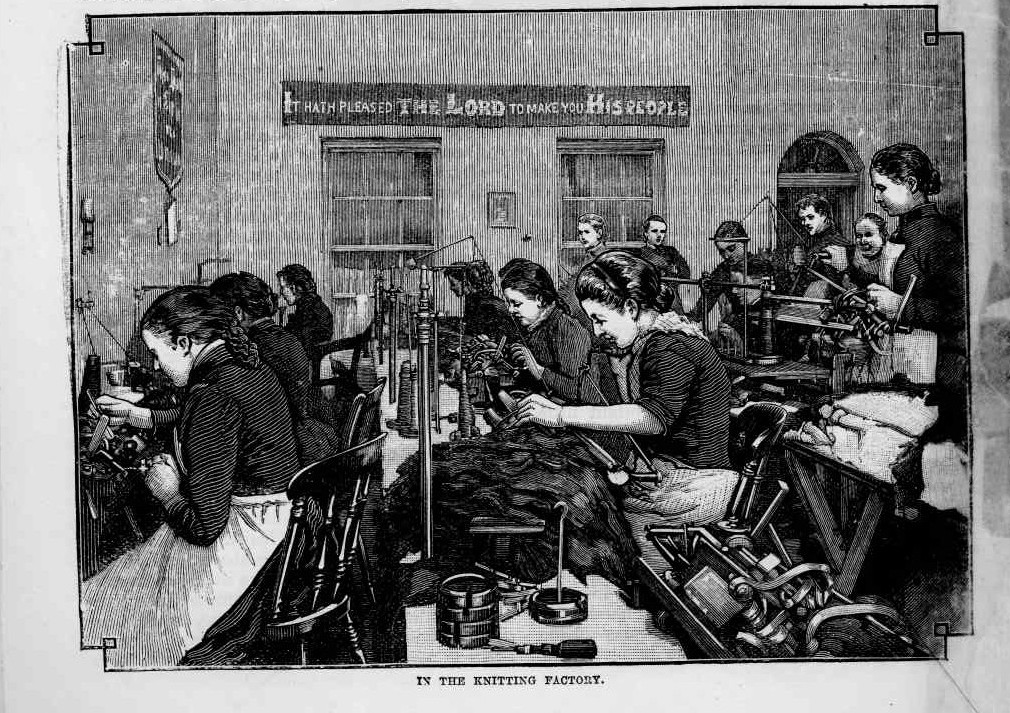 IT HATH PLEASED THE LORD TO MAKE YOU HIS PEOPLE
IN THE KNITTING FACTORY.